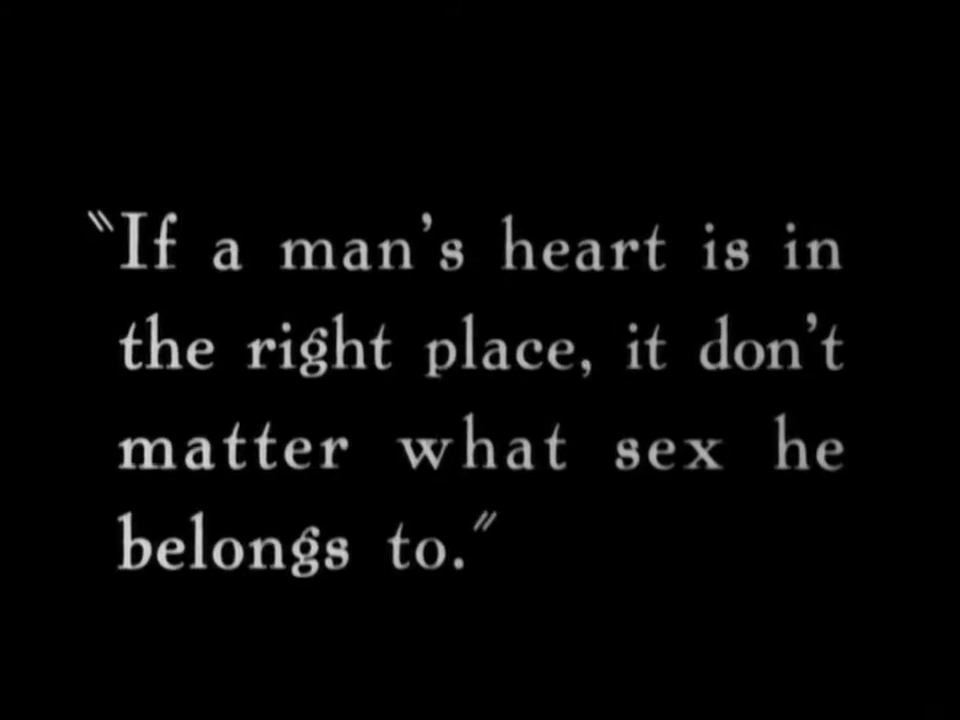 "If a man's heart is in
the right place, it don't
matter what sex he
belongs to."